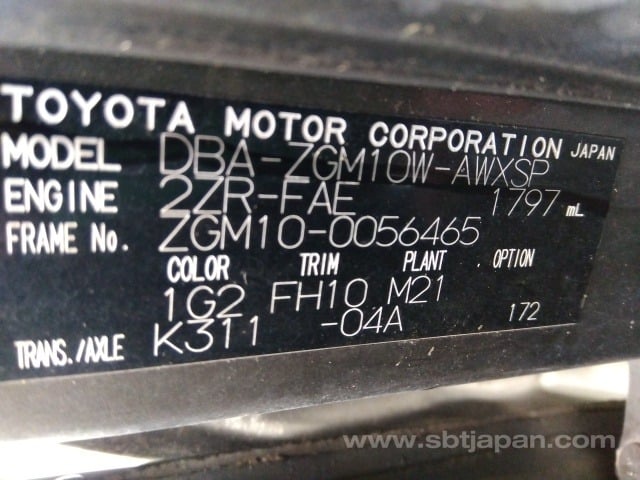 TOYOTA MOTOR CORPORATION JAPAN
MODEL DBA-ZGM10W-AWXSP
ENGINE 2ZR-FAE 1797 mL
FRAME No. ZGM10-0056465
COLOR TRIM PLANT OPTION
1G2 FH10 M21 172
TRANS./AXLE K311 -04A
www.sbtjapan.com